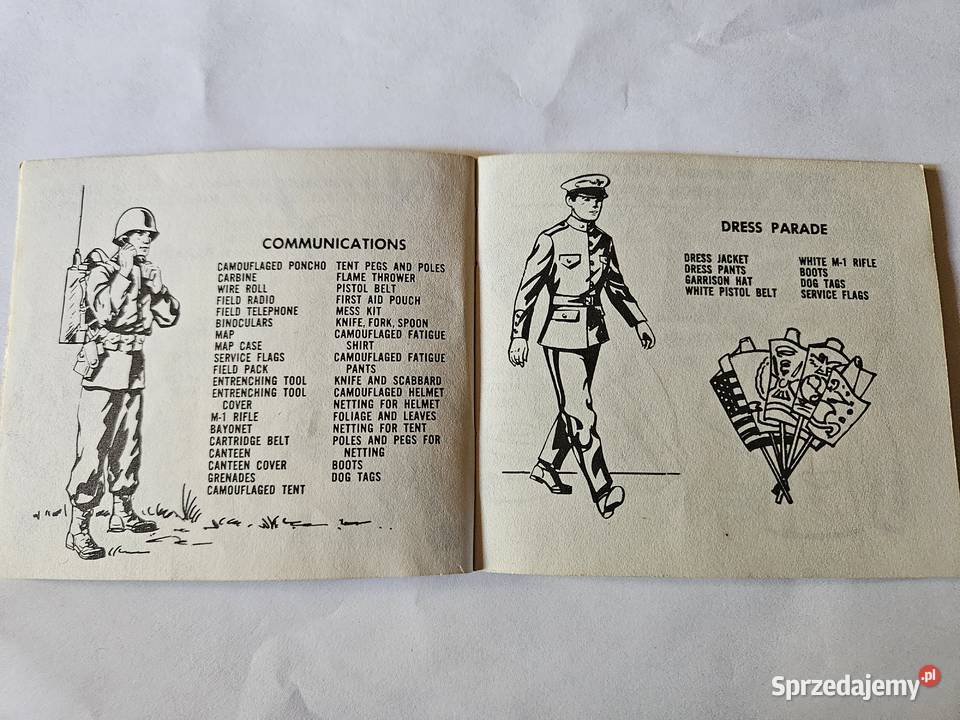 COMMUNICATIONS
CAMOUFLAGED PONCHO
CARBINE
WIRE ROLL
FIELD RADIO
FIELD TELEPHONE
BINOCULARS
MAP
MAP CASE
SERVICE FLAGS
FIELD PACK
ENTRENCHING TOOL
ENTRENCHING TOOL
COVER
M-1 RIFLE
BAYONET
CARTRIDGE BELT
CANTEEN
CANTEEN COVER
GRENADES
CAMOUFLAGED TENT
TENT PEGS AND POLES
FLAME THROWER
PISTOL BELT
FIRST AID POUCH
MESS KIT
KNIFE, FORK, SPOON
CAMOUFLAGED FATIGUE
SHIRT
CAMOUFLAGED FATIGUE
PANTS
KNIFE AND SCABBARD
CAMOUFLAGED HELMET
NETTING FOR HELMET
FOLIAGE AND LEAVES
NETTING FOR TENT
POLES AND PEGS FOR
NETTING
BOOTS
DOG TAGS
DRESS PARADE
DRESS JACKET
DRESS PANTS
GARRISON HAT
WHITE PISTOL BELT
WHITE M-1 RIFLE
BOOTS
DOG TAGS
SERVICE FLAGS
Sprzedajemy.pl